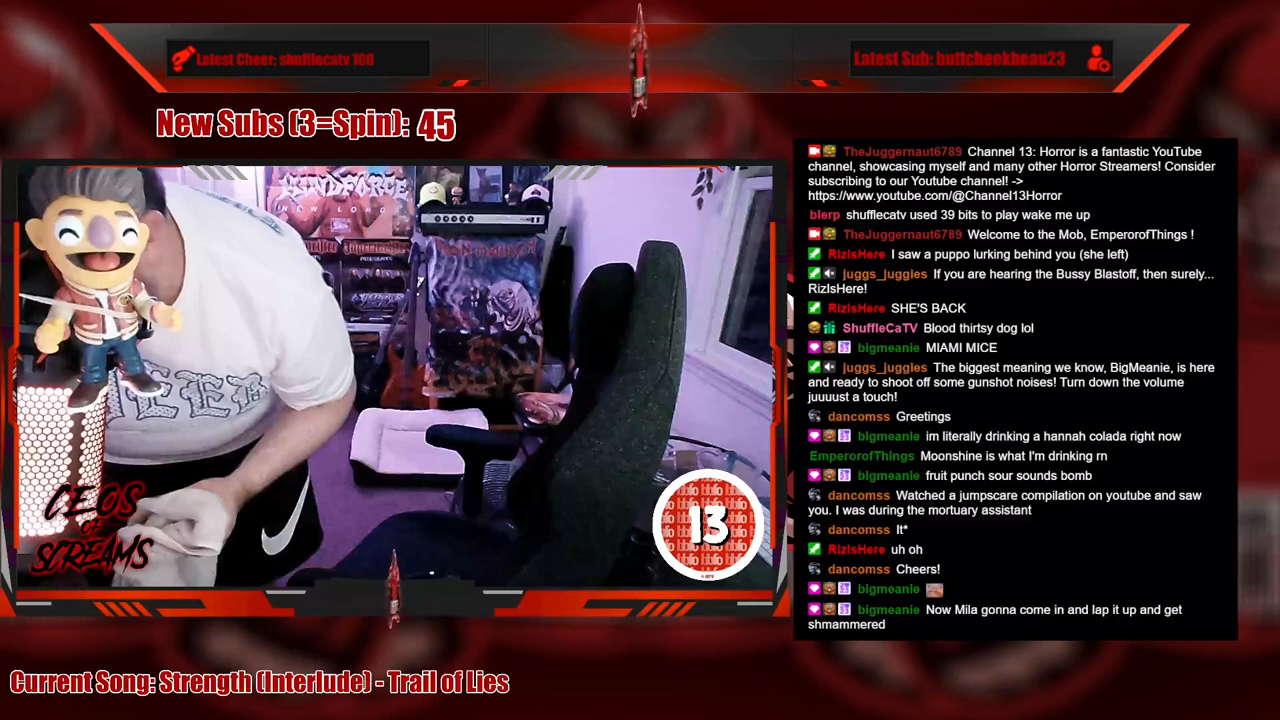 Latest Cheer: shufflecatv 100
Latest Sub: buttcheekbeau23
New Subs (3=Spin): 45
TheJuggernaut6789 Channel 13: Horror is a fantastic YouTube
channel, showcasing myself and many other Horror Streamers! Consider
subscribing to our Youtube channel! ->
https://www.youtube.com/@Channel13Horror
blerp shufflecatv used 39 bits to play wake me up
TheJuggernaut6789 Welcome to the Mob, EmperorofThings !
RizIsHere I saw a puppo lurking behind you (she left)
juggs_juggles If you are hearing the Bussy Blastoff, then surely...
RizIsHere!
RizIsHere SHE'S BACK
ShuffleCaTV Blood thirtsy dog lol
bigmeanie MIAMI MICE
juggs_juggles The biggest meaning we know, BigMeanie, is here
and ready to shoot off some gunshot noises! Turn down the volume
juuuust a touch!
dancomss Greetings
bigmeanie im literally drinking a hannah colada right now
EmperorofThings Moonshine is what I'm drinking rn
bigmeanie fruit punch sour sounds bomb
dancomss Watched a jumpscare compilation on youtube and saw
you. I was during the mortuary assistant
dancomss It*
RizIsHere uh oh
dancomss Cheers!
bigmeanie
bigmeanie Now Mila gonna come in and lap it up and get
shmammered
MINDFORCE
NEW LORD
CEOS
OF
SCREAMS
13
Current Song: Strength (Interlude) - Trail of Lies